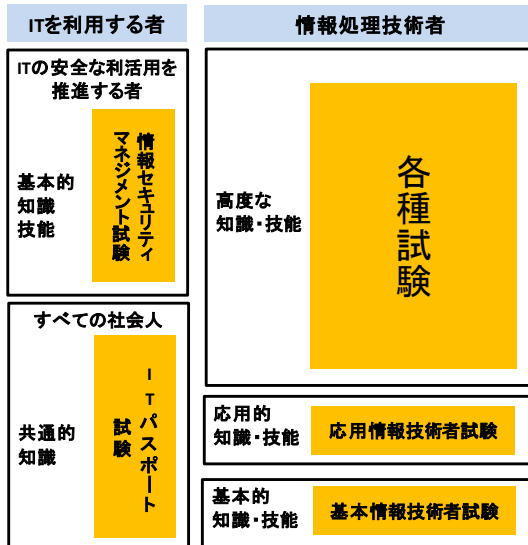 ITを利用する者
ITの安全な利活用を
推進する者
基本的
知識
技能
情報セキュリティ
マネジメント試験
すべての社会人
共通的
知識
ITパスポート
試験
情報処理技術者
高度な
知識・技能
各種試験
応用的
知識・技能
応用情報技術者試験
基本的
知識・技能
基本情報技術者試験